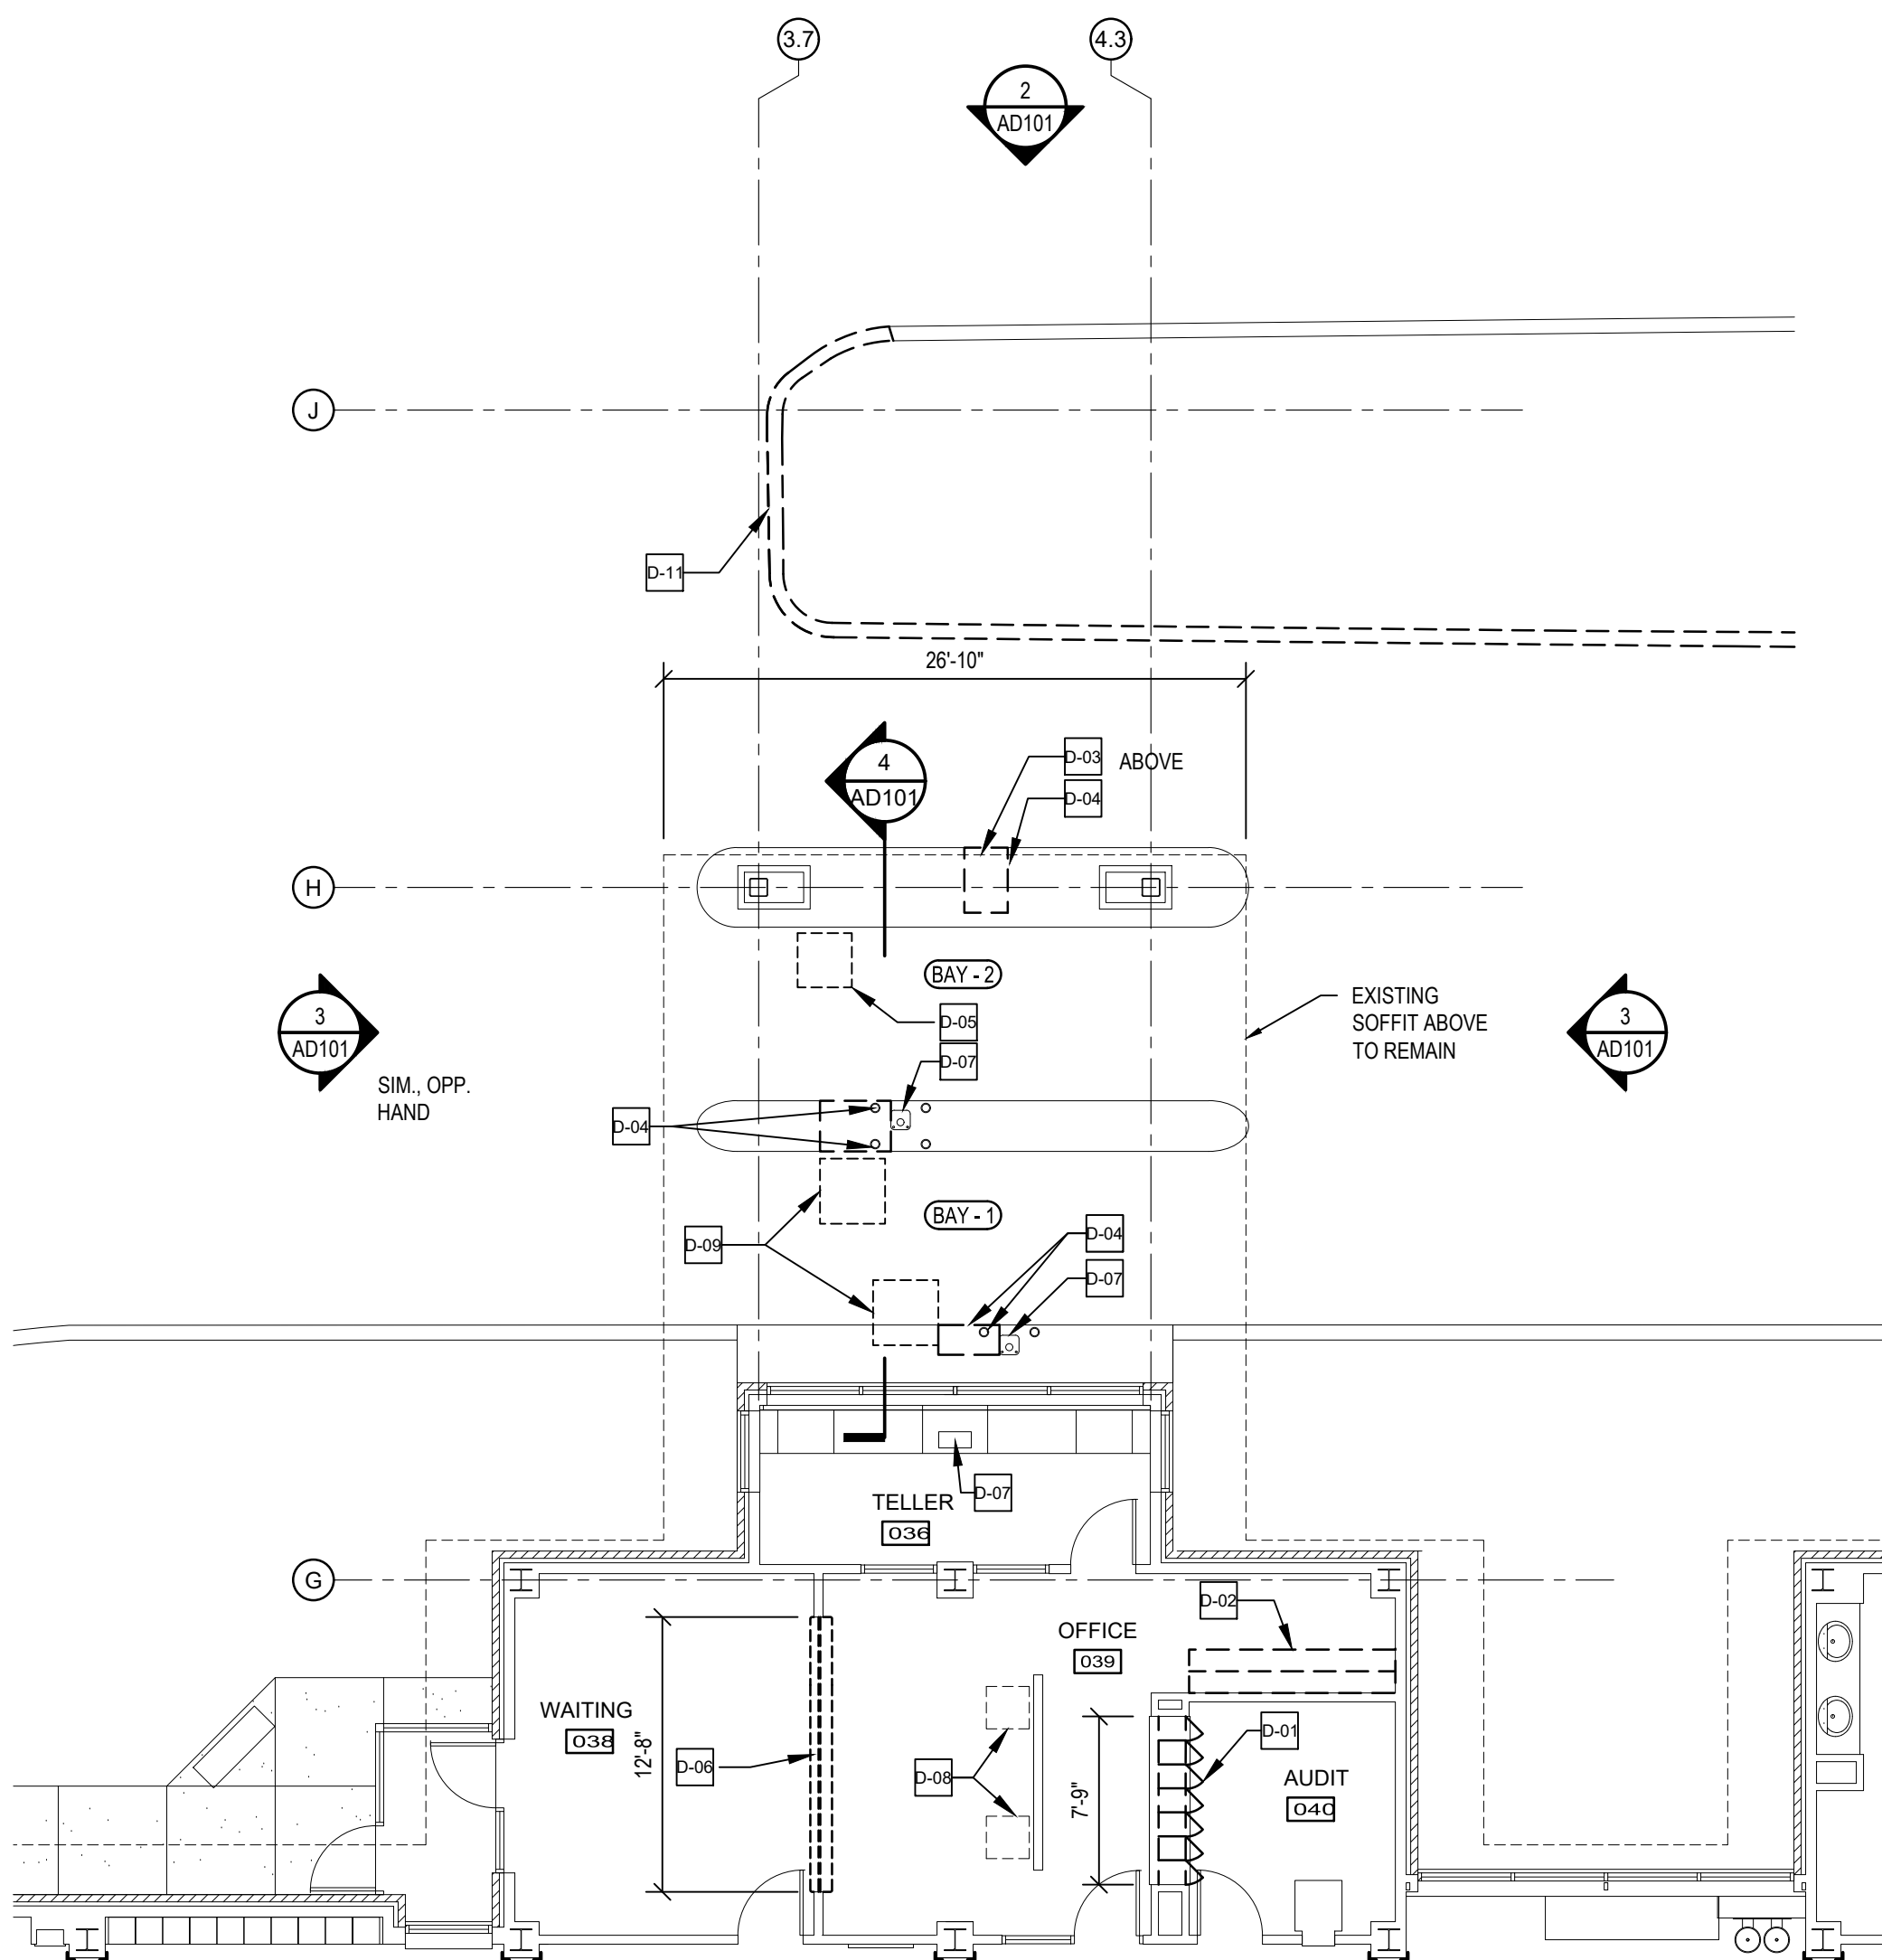 3.7
4.3
2
AD101
J
D-11
26'-10"
4
AD101
D-03 ABOVE
D-04
H
BAY - 2
3
AD101
SIM., OPP.
HAND
D-05
D-07
EXISTING
SOFFIT ABOVE
TO REMAIN
3
AD101
D-04
BAY - 1
D-09
D-04
D-07
D-07
TELLER
036
G
D-02
OFFICE
039
WAITING
038
12'-8"
D-06
D-08
7'-9"
D-01
AUDIT
040